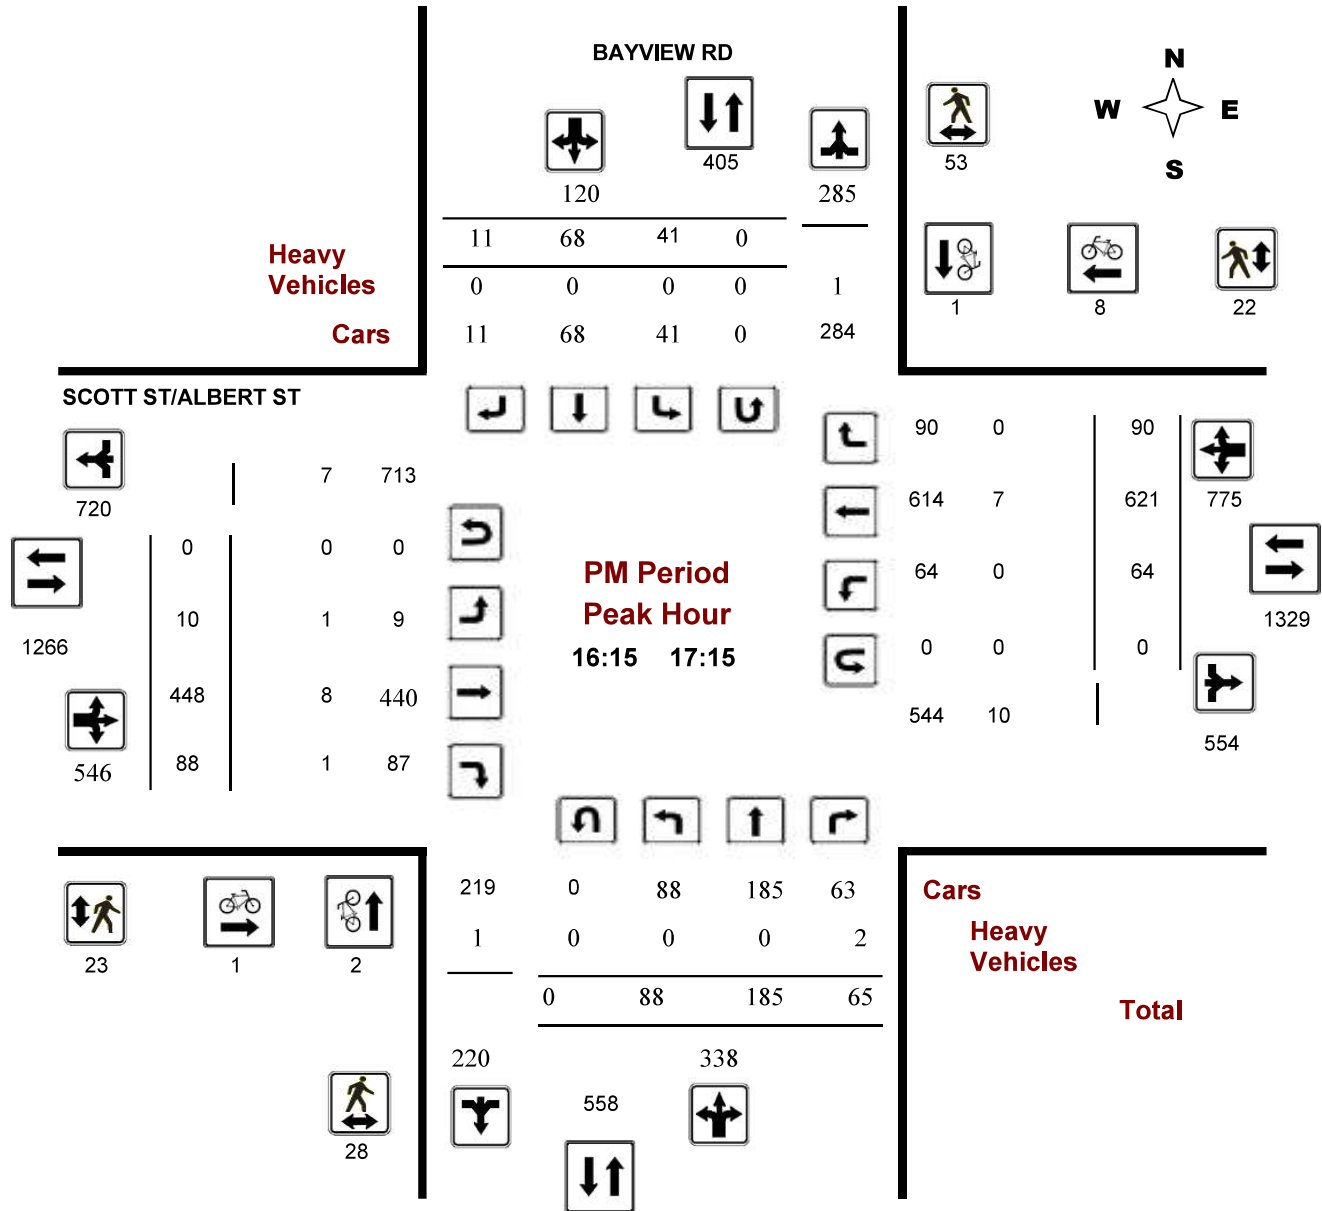 BAYVIEW RD
N
W E
S
405
53
120 285
11 68 41 0
Heavy
Vehicles
0 0 0 0 1
1 8 22
Cars
11 68 41 0 284
SCOTT ST/ALBERT ST
90 0 90
7 713
720
614 7 621 775
0 0 0
PM Period
64 0 64
Peak Hour
10 1 9
1329
1266
16:15 17:15
0 0 0
448 8 440
544 10
554
546 88 1 87
219 0 88 185 63
Cars
1 0 0 0 2
Heavy
Vehicles
23 1 2
0 88 185 65
Total
220 338
558
28